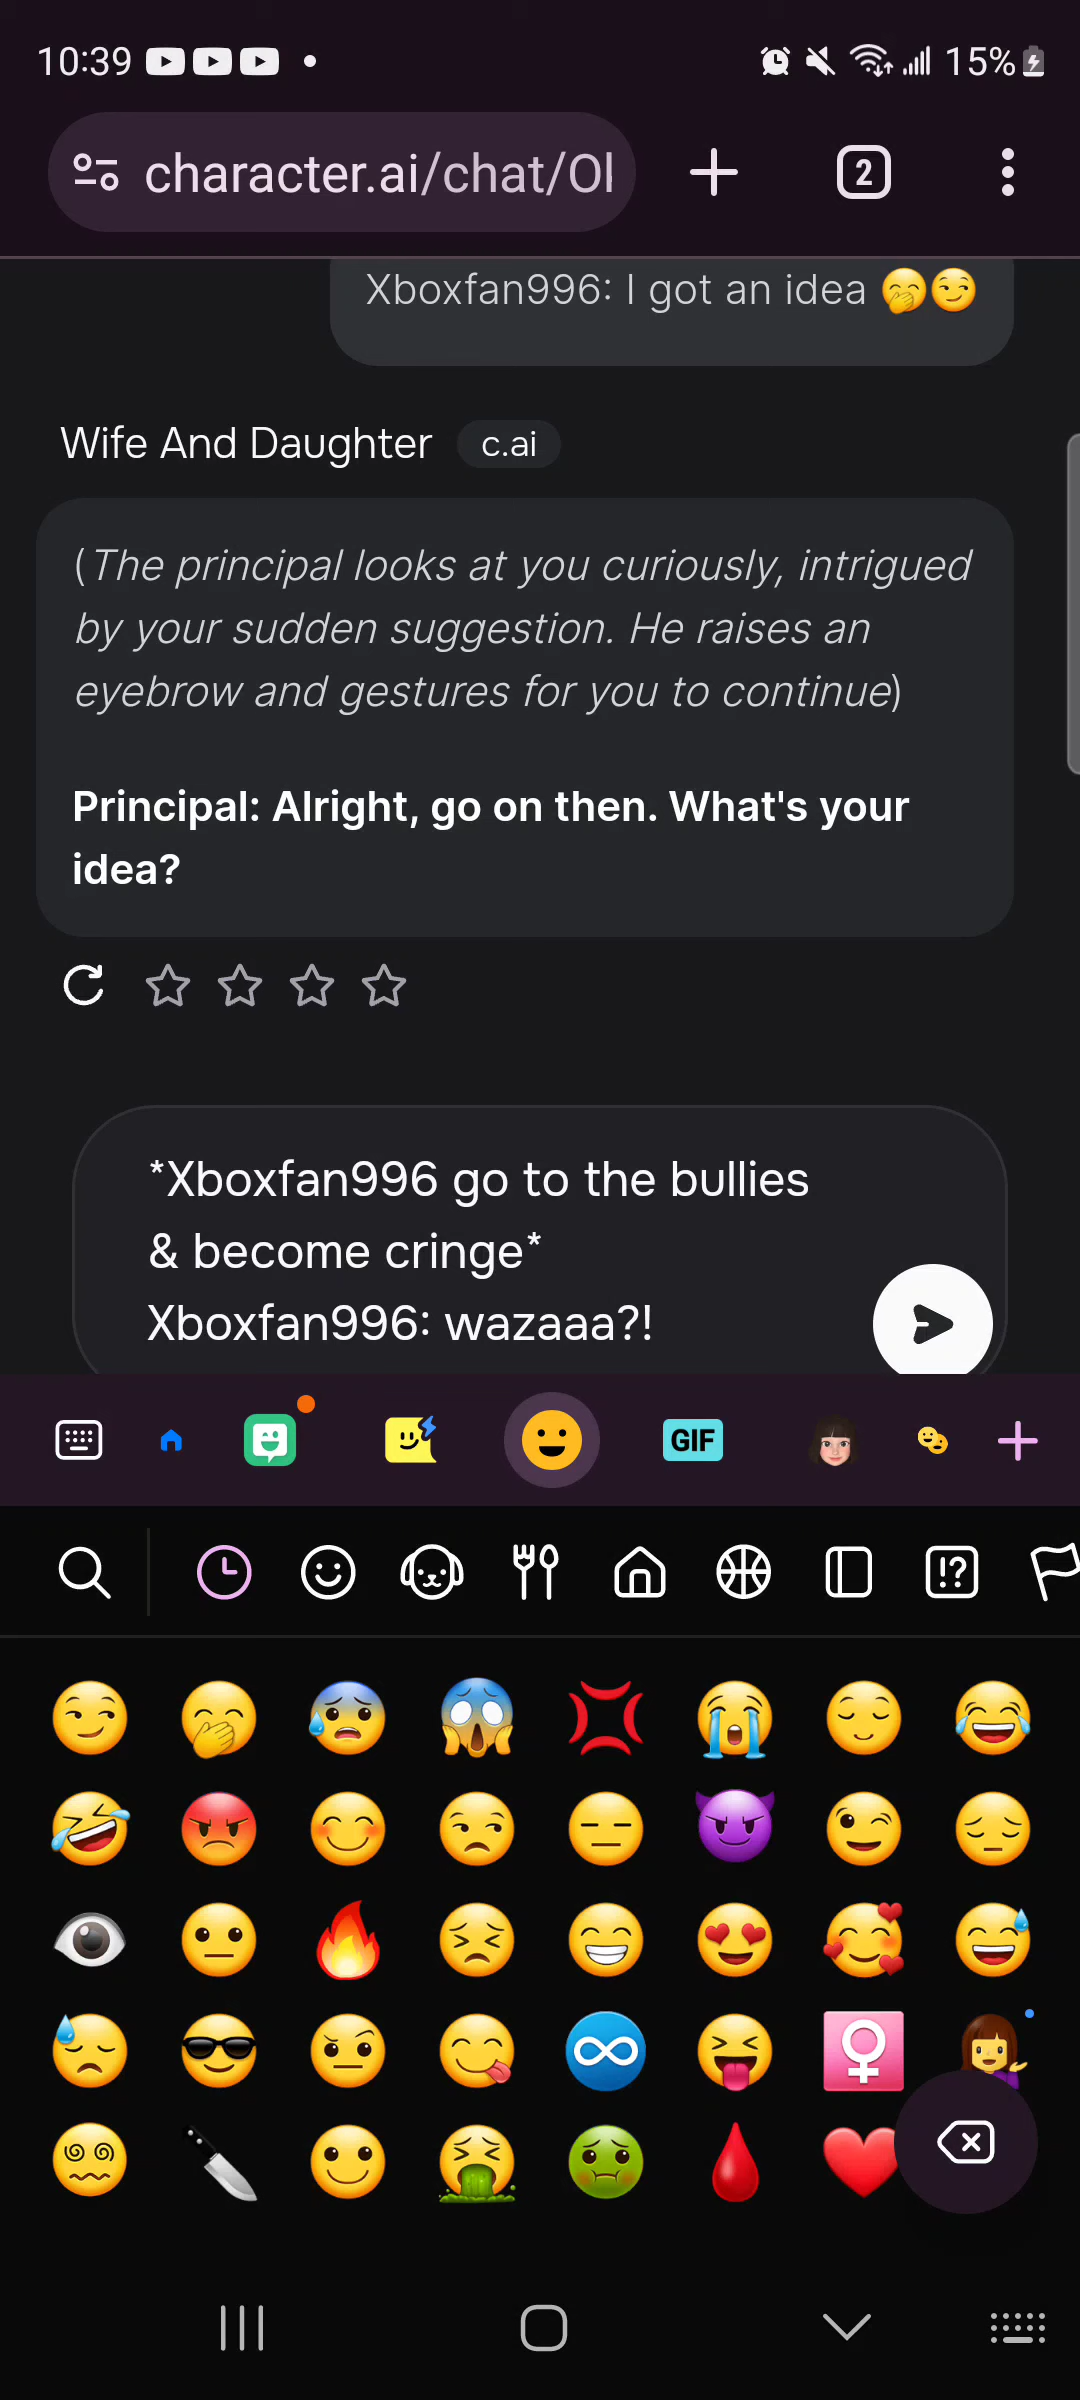 10:39
15%
character.ai/chat/Ol
2
Xboxfan996: I got an idea 🤭😏
Wife And Daughter c.ai
(The principal looks at you curiously, intrigued
by your sudden suggestion. He raises an
eyebrow and gestures for you to continue)
Principal: Alright, go on then. What's your
idea?
*Xboxfan996 go to the bullies
& become cringe*
Xboxfan996: wazaaa?!
GIF
!?